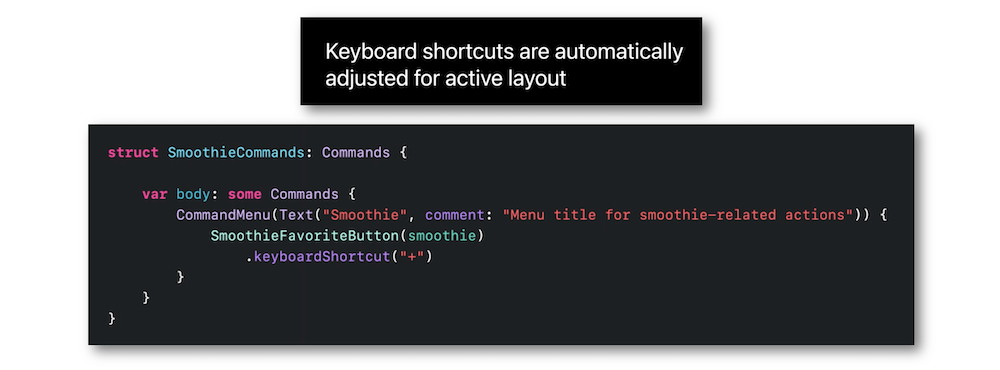 Keyboard shortcuts are automatically
adjusted for active layout
struct SmoothieCommands: Commands {
    var body: some Commands {
        CommandMenu(Text("Smoothie", comment: "Menu title for smoothie-related actions")) {
            SmoothieFavoriteButton(smoothie)
                .keyboardShortcut("+")
        }
    }
}